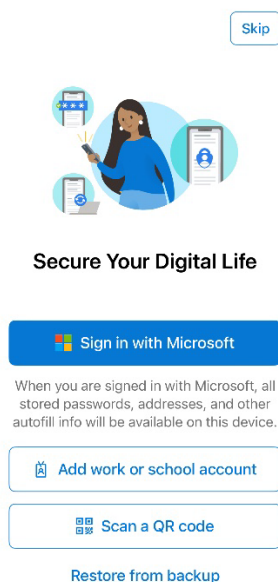 Skip
***
Secure Your Digital Life
Sign in with Microsoft
When you are signed in with Microsoft, all
stored passwords, addresses, and other
autofill info will be available on this device.
Add work or school account
Scan a QR code
Restore from backup